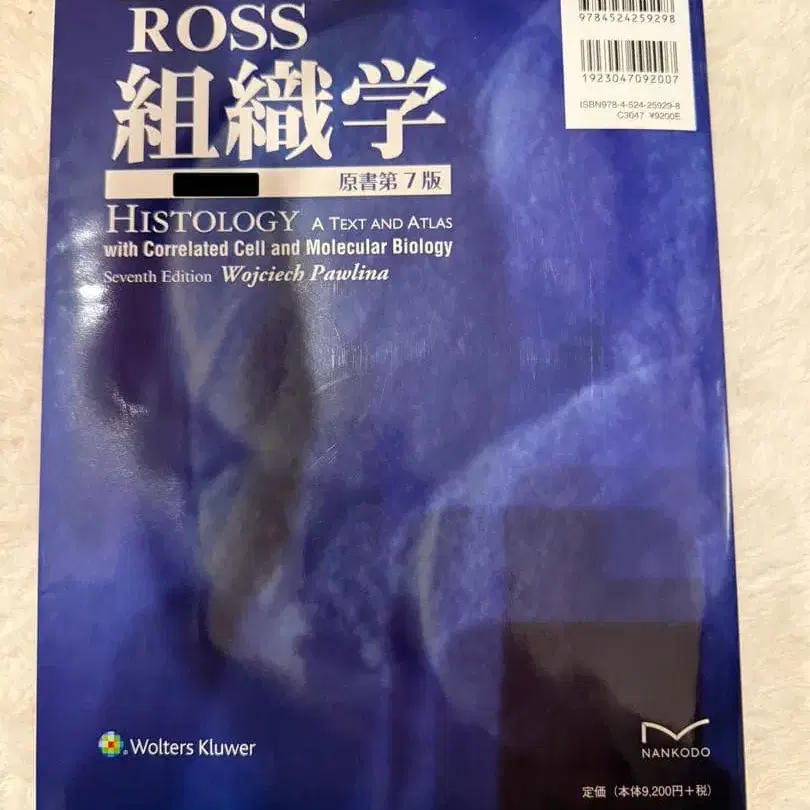 ROSS
組織学
原書第7版
HISTOLOGY A TEXT AND ATLAS
with Correlated Cell and Molecular Biology
Seventh Edition Wojciech Pawlina
9784524259298
1923047092007
ISBN978-4-524-25929-8
C3047 ¥9200E
Wolters Kluwer
NANKODO
定価(本体9,200円+税)